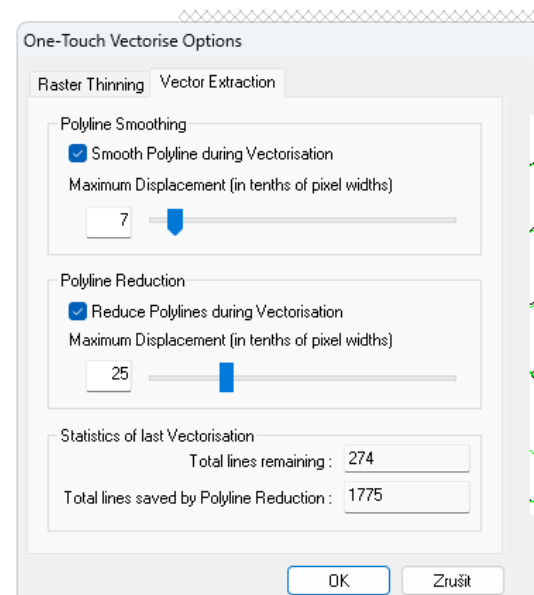 One-Touch Vectorise Options
Raster Thinning Vector Extraction
Polyline Smoothing
Smooth Polyline during Vectorisation
Maximum Displacement (in tenths of pixel widths)
7
Polyline Reduction
Reduce Polylines during Vectorisation
Maximum Displacement (in tenths of pixel widths)
25
Statistics of last Vectorisation
Total lines remaining : 274
Total lines saved by Polyline Reduction : 1775
OK Zrušit